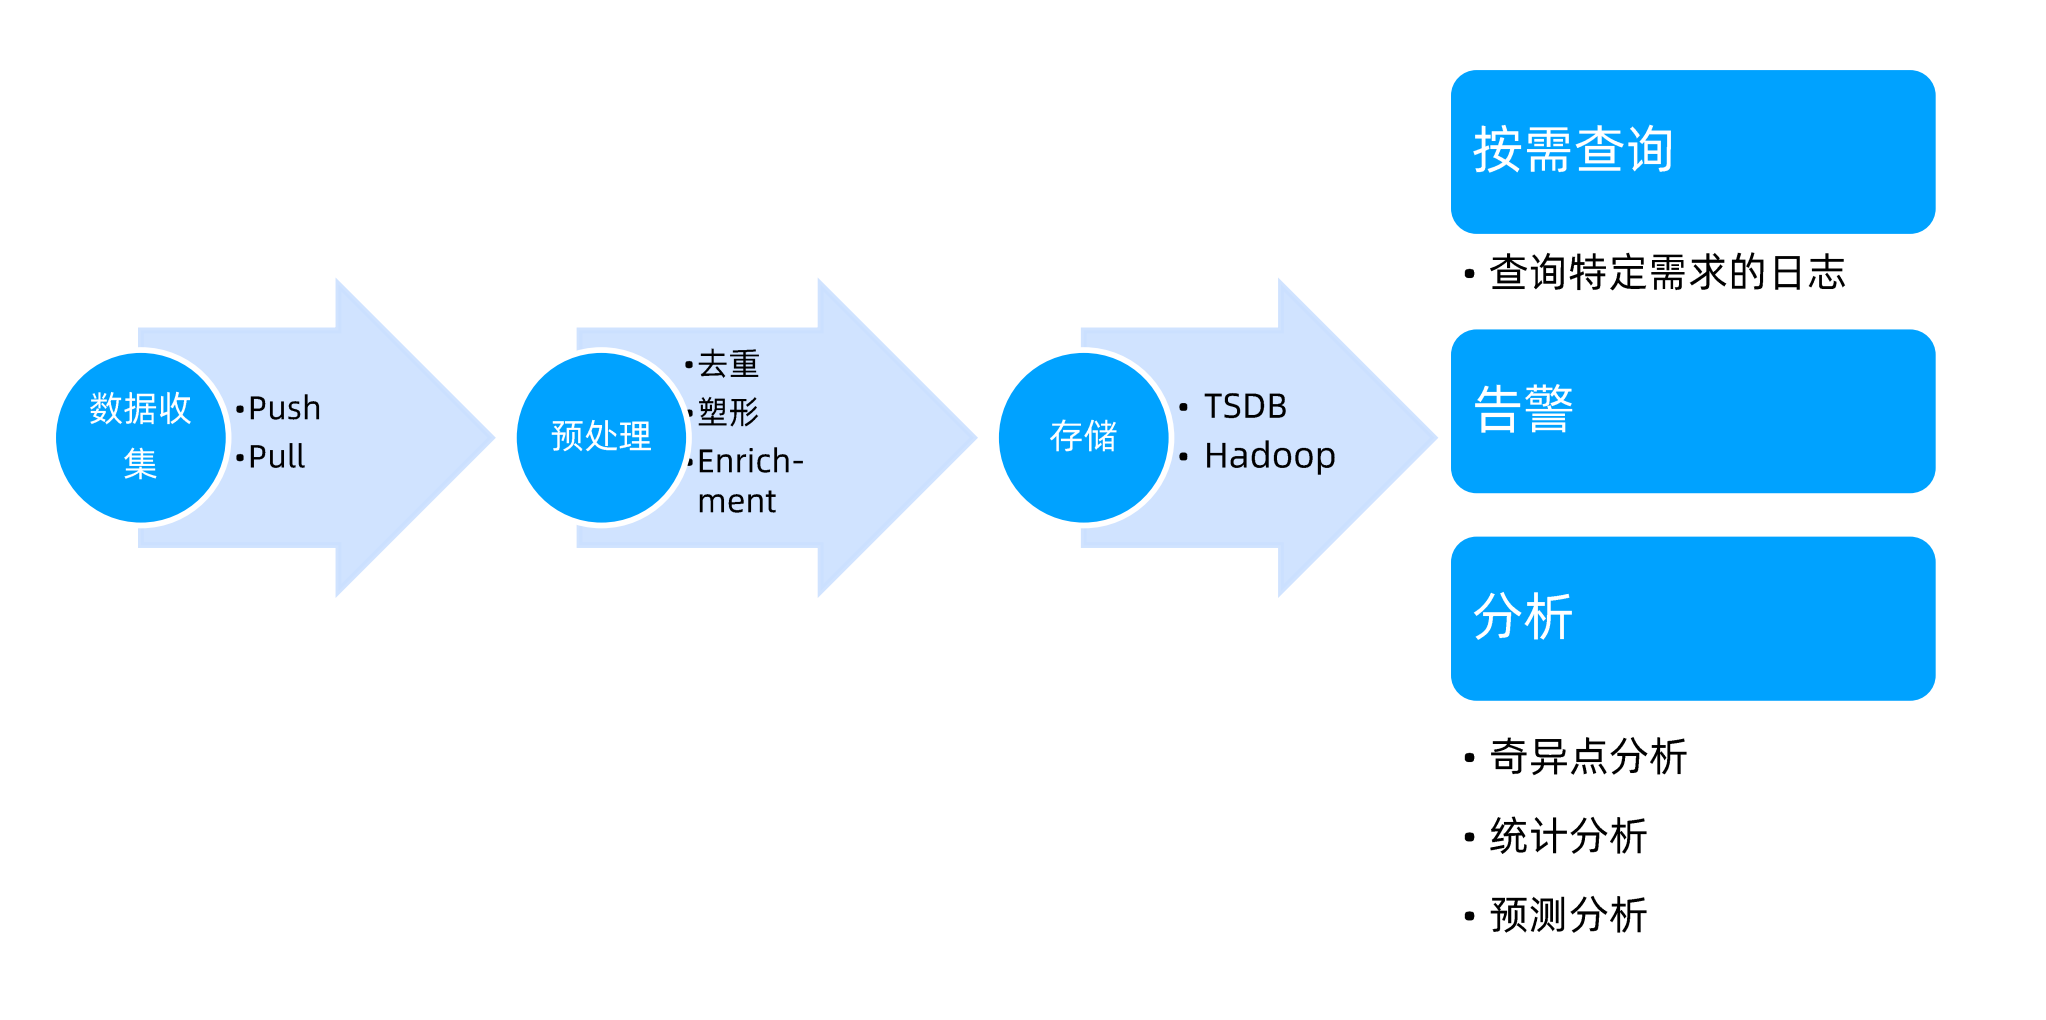 数据收
集
•Push
•Pull
预处理
•去重
•塑形
•Enrich-
ment
存储
• TSDB
• Hadoop
按需查询
• 查询特定需求的日志
告警
分析
• 奇异点分析
• 统计分析
• 预测分析